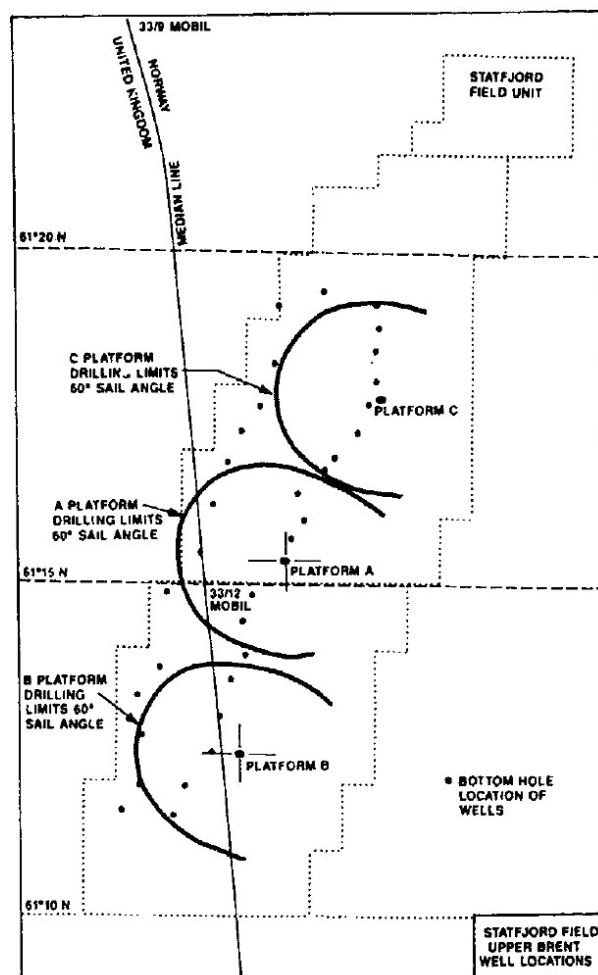 33/9 MOBIL
NORWAY
UNITED KINGDOM
MEDIAN LINE
STATFJORD
FIELD UNIT
61°20 N
C PLATFORM
DRILLING LIMITS
60° SAIL ANGLE
PLATFORM C
A PLATFORM
DRILLING LIMITS
60° SAIL ANGLE
PLATFORM A
61°15 N
33/12
MOBIL
B PLATFORM
DRILLING
LIMITS 60°
SAIL ANGLE
PLATFORM B
BOTTOM HOLE
LOCATION OF
WELLS
61°10 N
STATFJORD FIELD
UPPER BRENT
WELL LOCATIONS